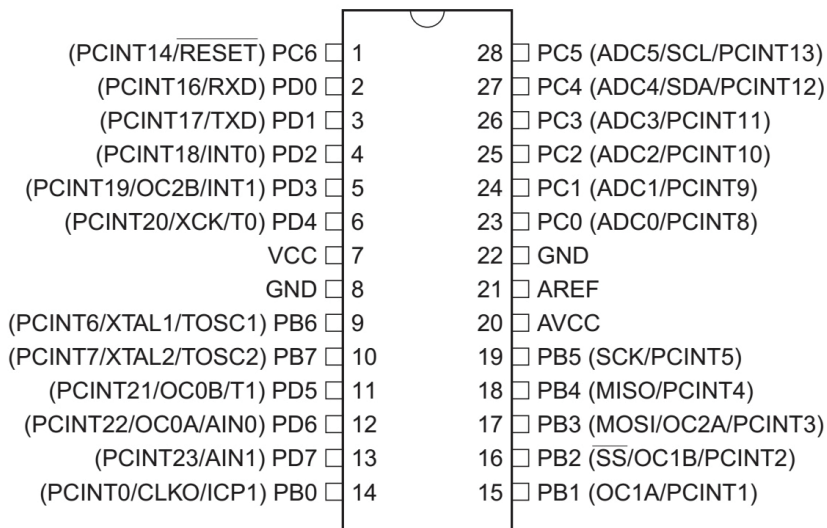 (PCINT14/RESET) PC6 1 28 PC5 (ADC5/SCL/PCINT13)
(PCINT16/RXD) PD0 2 27 PC4 (ADC4/SDA/PCINT12)
(PCINT17/TXD) PD1 3 26 PC3 (ADC3/PCINT11)
(PCINT18/INT0) PD2 4 25 PC2 (ADC2/PCINT10)
(PCINT19/OC2B/INT1) PD3 5 24 PC1 (ADC1/PCINT9)
(PCINT20/XCK/T0) PD4 6 23 PC0 (ADC0/PCINT8)
VCC 7 22 GND
GND 8 21 AREF
(PCINT6/XTAL1/TOSC1) PB6 9 20 AVCC
(PCINT7/XTAL2/TOSC2) PB7 10 19 PB5 (SCK/PCINT5)
(PCINT21/OC0B/T1) PD5 11 18 PB4 (MISO/PCINT4)
(PCINT22/OC0A/AIN0) PD6 12 17 PB3 (MOSI/OC2A/PCINT3)
(PCINT23/AIN1) PD7 13 16 PB2 (SS/OC1B/PCINT2)
(PCINT0/CLKO/ICP1) PB0 14 15 PB1 (OC1A/PCINT1)